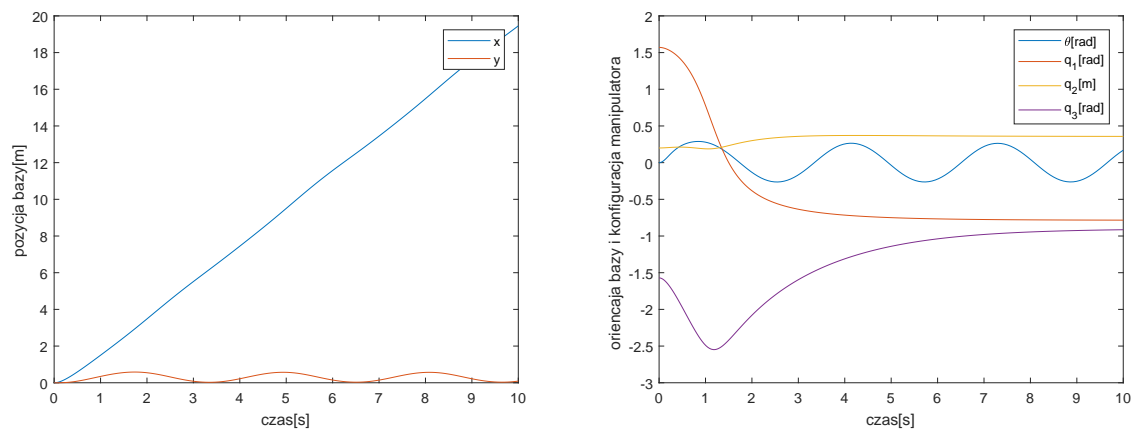 20
18
16
14
12
10
8
6
4
2
0
0 1 2 3 4 5 6 7 8 9 10
pozycja bazy[m]
czas[s]
x
y
2
1.5
1
0.5
0
-0.5
-1
-1.5
-2
-2.5
-3
0 1 2 3 4 5 6 7 8 9 10
oriencaja bazy i konfiguracja manipulatora
czas[s]
θ[rad]
q₁[rad]
q₂[m]
q₃[rad]